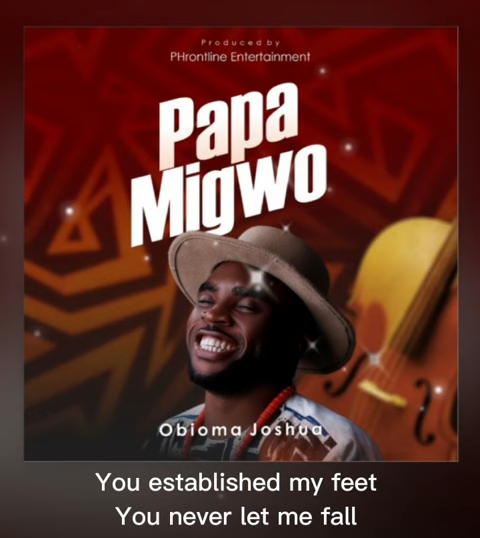 Produced by
PHrontline Entertainment
Papa
Migwo
Obioma Joshua
You established my feet
You never let me fall